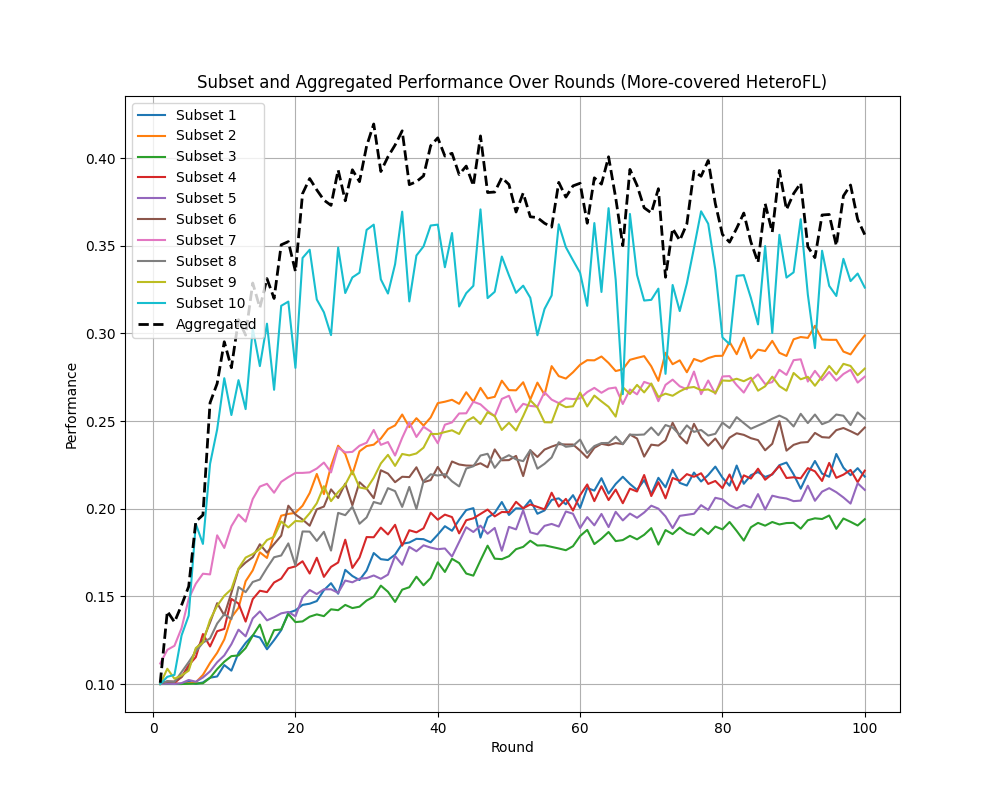 Subset and Aggregated Performance Over Rounds (More-covered HeteroFL)
Subset 1
Subset 2
Subset 3
Subset 4
Subset 5
Subset 6
Subset 7
Subset 8
Subset 9
Subset 10
Aggregated
0.40
0.35
0.30
0.25
0.20
0.15
0.10
Performance
0 20 40 60 80 100
Round